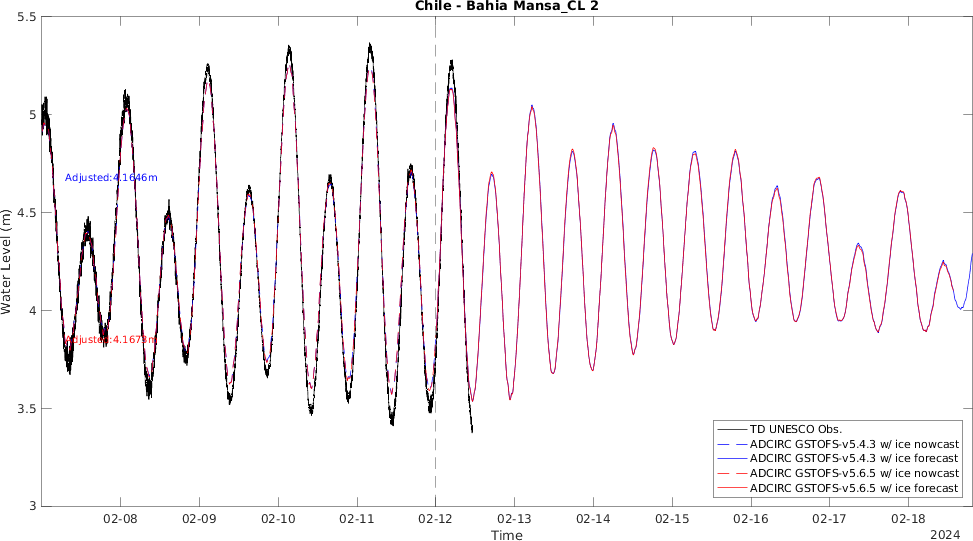 Chile - Bahia Mansa_CL 2
5.5
5
4.5
4
3.5
3
Water Level (m)
Adjusted:4.1646m
Adjusted:4.1673m
TD UNESCO Obs.
ADCIRC GSTOFS-v5.4.3 w/ ice nowcast
ADCIRC GSTOFS-v5.4.3 w/ ice forecast
ADCIRC GSTOFS-v5.6.5 w/ ice nowcast
ADCIRC GSTOFS-v5.6.5 w/ ice forecast
02-08 02-09 02-10 02-11 02-12 02-13 02-14 02-15 02-16 02-17 02-18
Time
2024